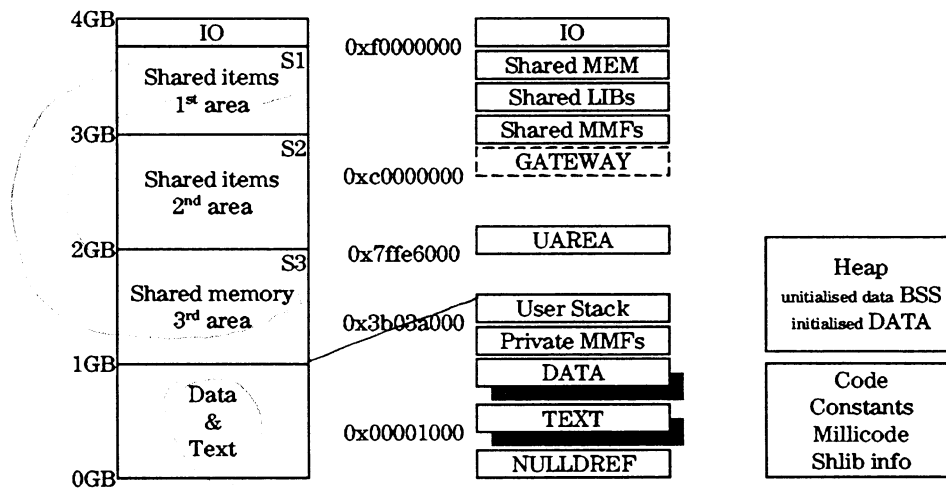 4GB
IO
S1
Shared items
1st area
3GB
S2
Shared items
2nd area
2GB
S3
Shared memory
3rd area
1GB
Data
&
Text
0GB
0xf0000000
0xc0000000
0x7ffe6000
0x3b03a000
0x00001000
IO
Shared MEM
Shared LIBs
Shared MMFs
GATEWAY
UAREA
User Stack
Private MMFs
DATA
TEXT
NULLDREF
Heap
unitialised data BSS
initialised DATA
Code
Constants
Millicode
Shlib info